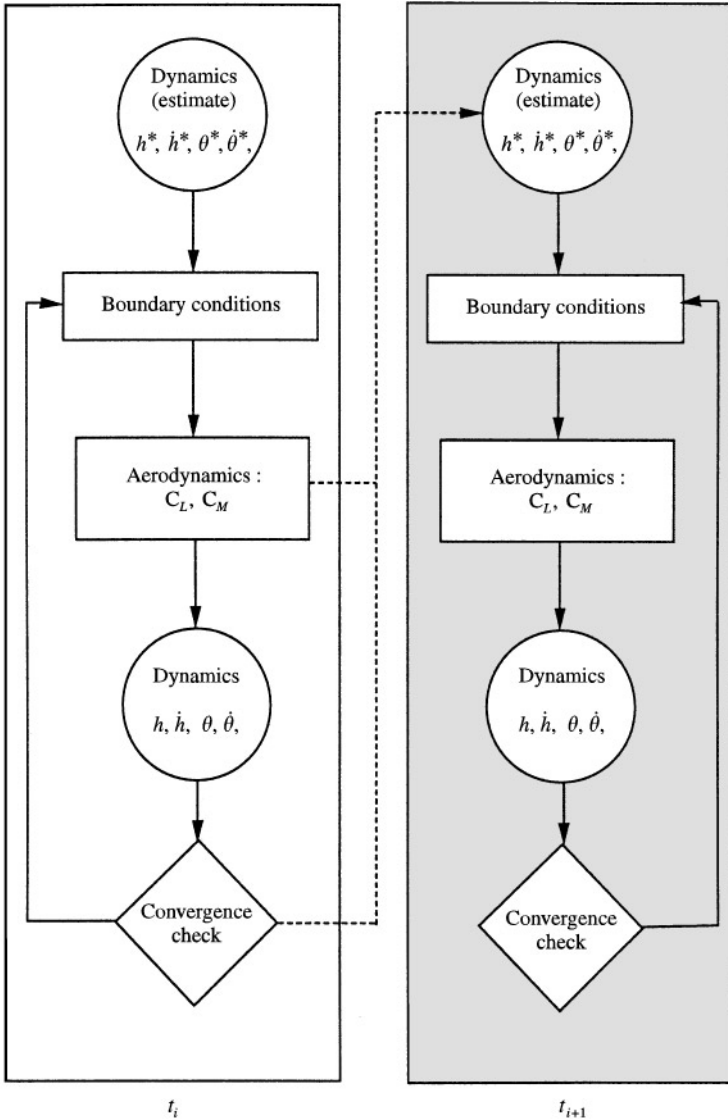 Dynamics
(estimate)
h*, ḣ*, θ*, θ̇*,
Boundary conditions
Aerodynamics :
C_L, C_M
Dynamics
h, ḣ, θ, θ̇,
Convergence
check
t_i
Dynamics
(estimate)
h*, ḣ*, θ*, θ̇*,
Boundary conditions
Aerodynamics :
C_L, C_M
Dynamics
h, ḣ, θ, θ̇,
Convergence
check
t_{i+1}